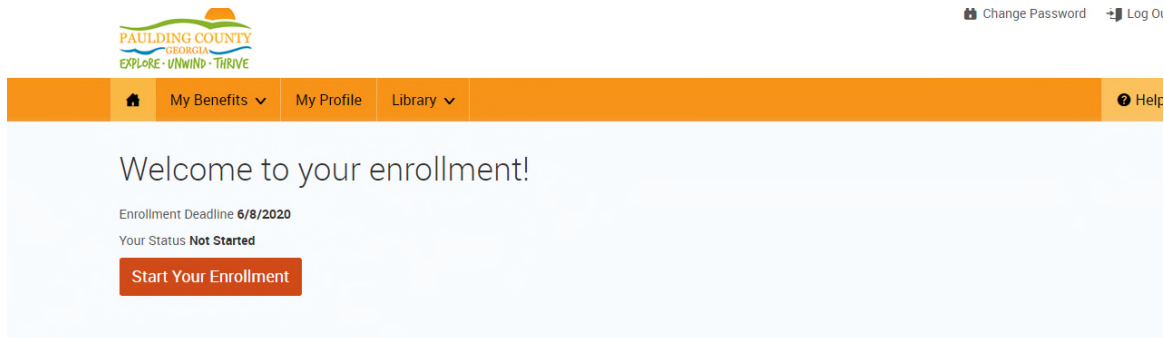 PAULDING COUNTY
GEORGIA
EXPLORE · UNWIND · THRIVE
Change Password Log
My Benefits My Profile Library Help
Welcome to your enrollment!
Enrollment Deadline 6/8/2020
Your Status Not Started
Start Your Enrollment